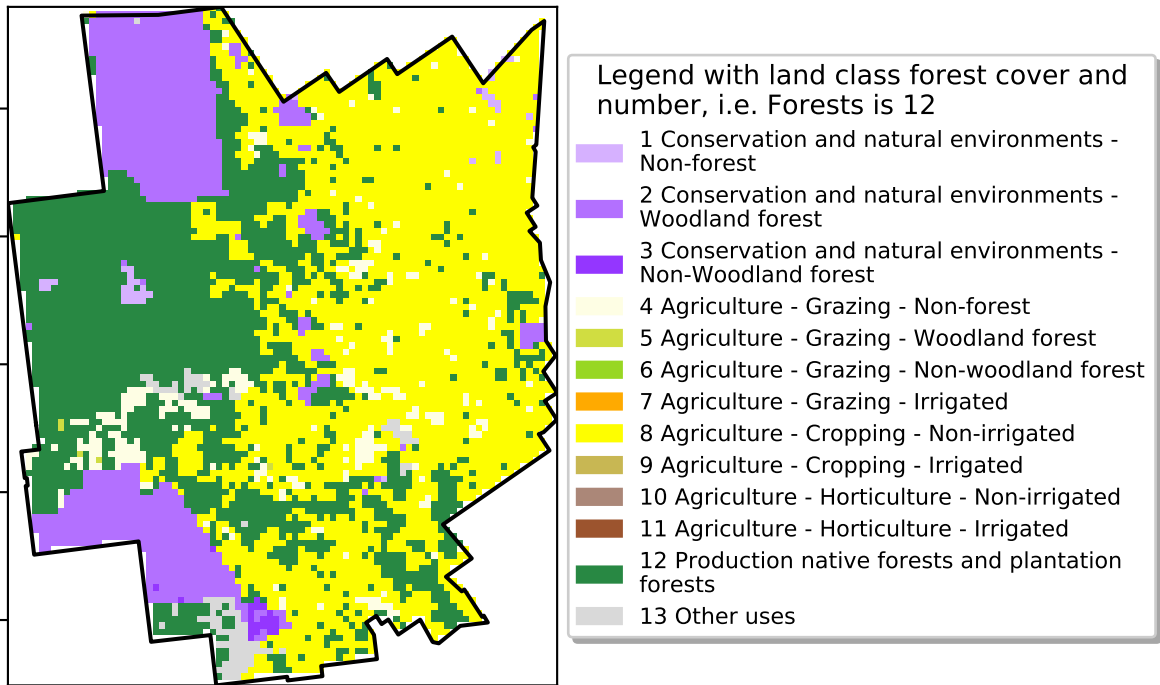 Legend with land class forest cover and
number, i.e. Forests is 12
1 Conservation and natural environments -
Non-forest
2 Conservation and natural environments -
Woodland forest
3 Conservation and natural environments -
Non-Woodland forest
4 Agriculture - Grazing - Non-forest
5 Agriculture - Grazing - Woodland forest
6 Agriculture - Grazing - Non-woodland forest
7 Agriculture - Grazing - Irrigated
8 Agriculture - Cropping - Non-irrigated
9 Agriculture - Cropping - Irrigated
10 Agriculture - Horticulture - Non-irrigated
11 Agriculture - Horticulture - Irrigated
12 Production native forests and plantation
forests
13 Other uses